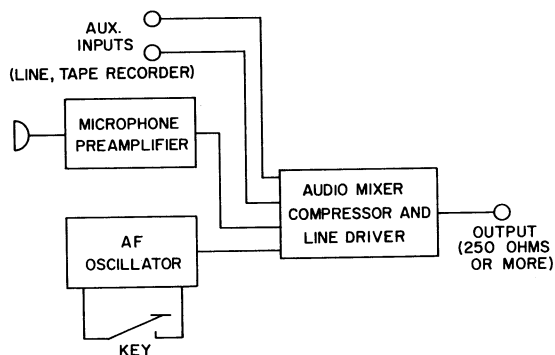 AUX.
INPUTS
(LINE, TAPE RECORDER)
MICROPHONE
PREAMPLIFIER
AF
OSCILLATOR
KEY
AUDIO MIXER
COMPRESSOR AND
LINE DRIVER
OUTPUT
(250 OHMS
OR MORE)